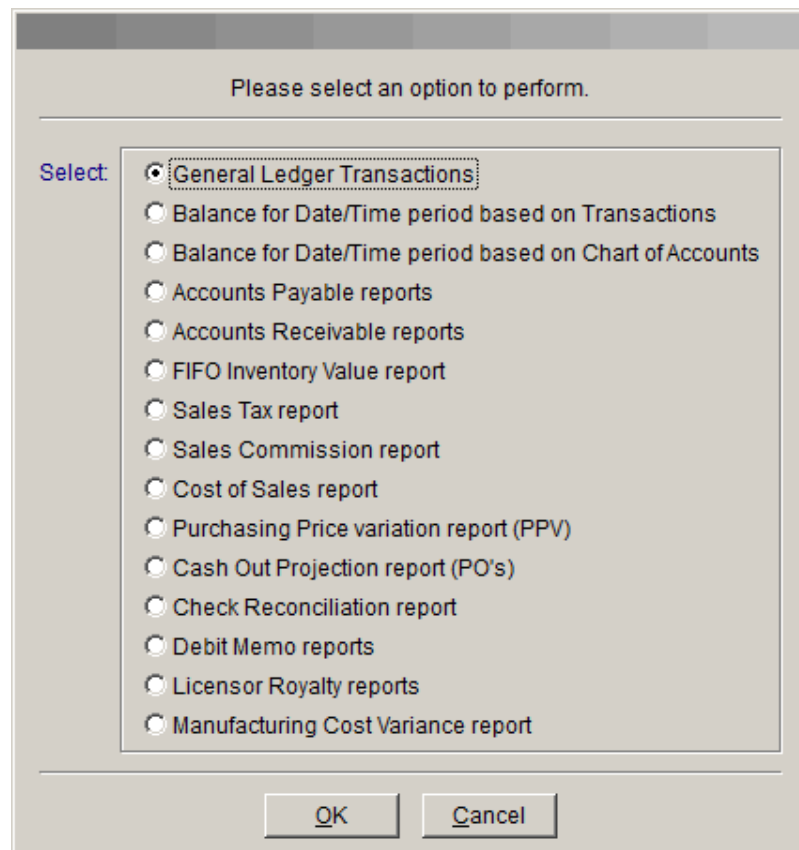 Please select an option to perform.
Select:
General Ledger Transactions
Balance for Date/Time period based on Transactions
Balance for Date/Time period based on Chart of Accounts
Accounts Payable reports
Accounts Receivable reports
FIFO Inventory Value report
Sales Tax report
Sales Commission report
Cost of Sales report
Purchasing Price variation report (PPV)
Cash Out Projection report (PO's)
Check Reconciliation report
Debit Memo reports
Licensor Royalty reports
Manufacturing Cost Variance report
OK Cancel